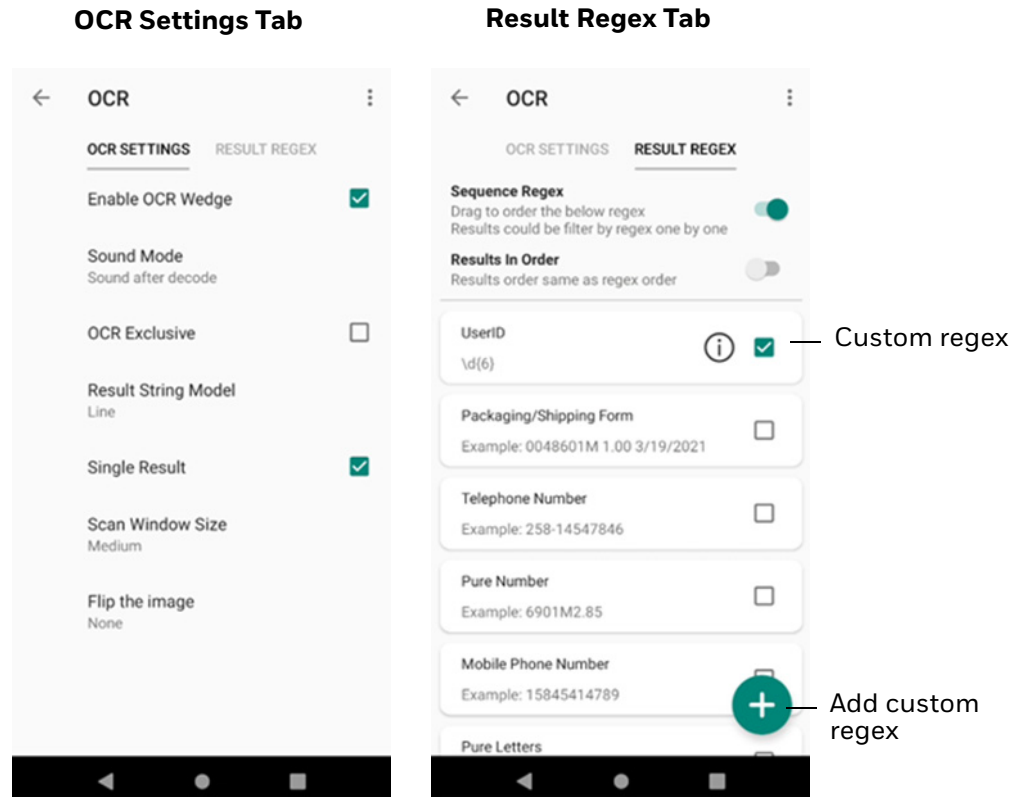 OCR Settings Tab
OCR
OCR SETTINGS RESULT REGEX
Enable OCR Wedge
Sound Mode
Sound after decode
OCR Exclusive
Result String Model
Line
Single Result
Scan Window Size
Medium
Flip the image
None
Result Regex Tab
OCR
OCR SETTINGS RESULT REGEX
Sequence Regex
Drag to order the below regex
Results could be filter by regex one by one
Results In Order
Results order same as regex order
UserID
\d{6}
Custom regex
Packaging/Shipping Form
Example: 0048601M 1.00 3/19/2021
Telephone Number
Example: 258-14547846
Pure Number
Example: 6901M2.85
Mobile Phone Number
Example: 15845414789
Add custom
regex
Pure Letters